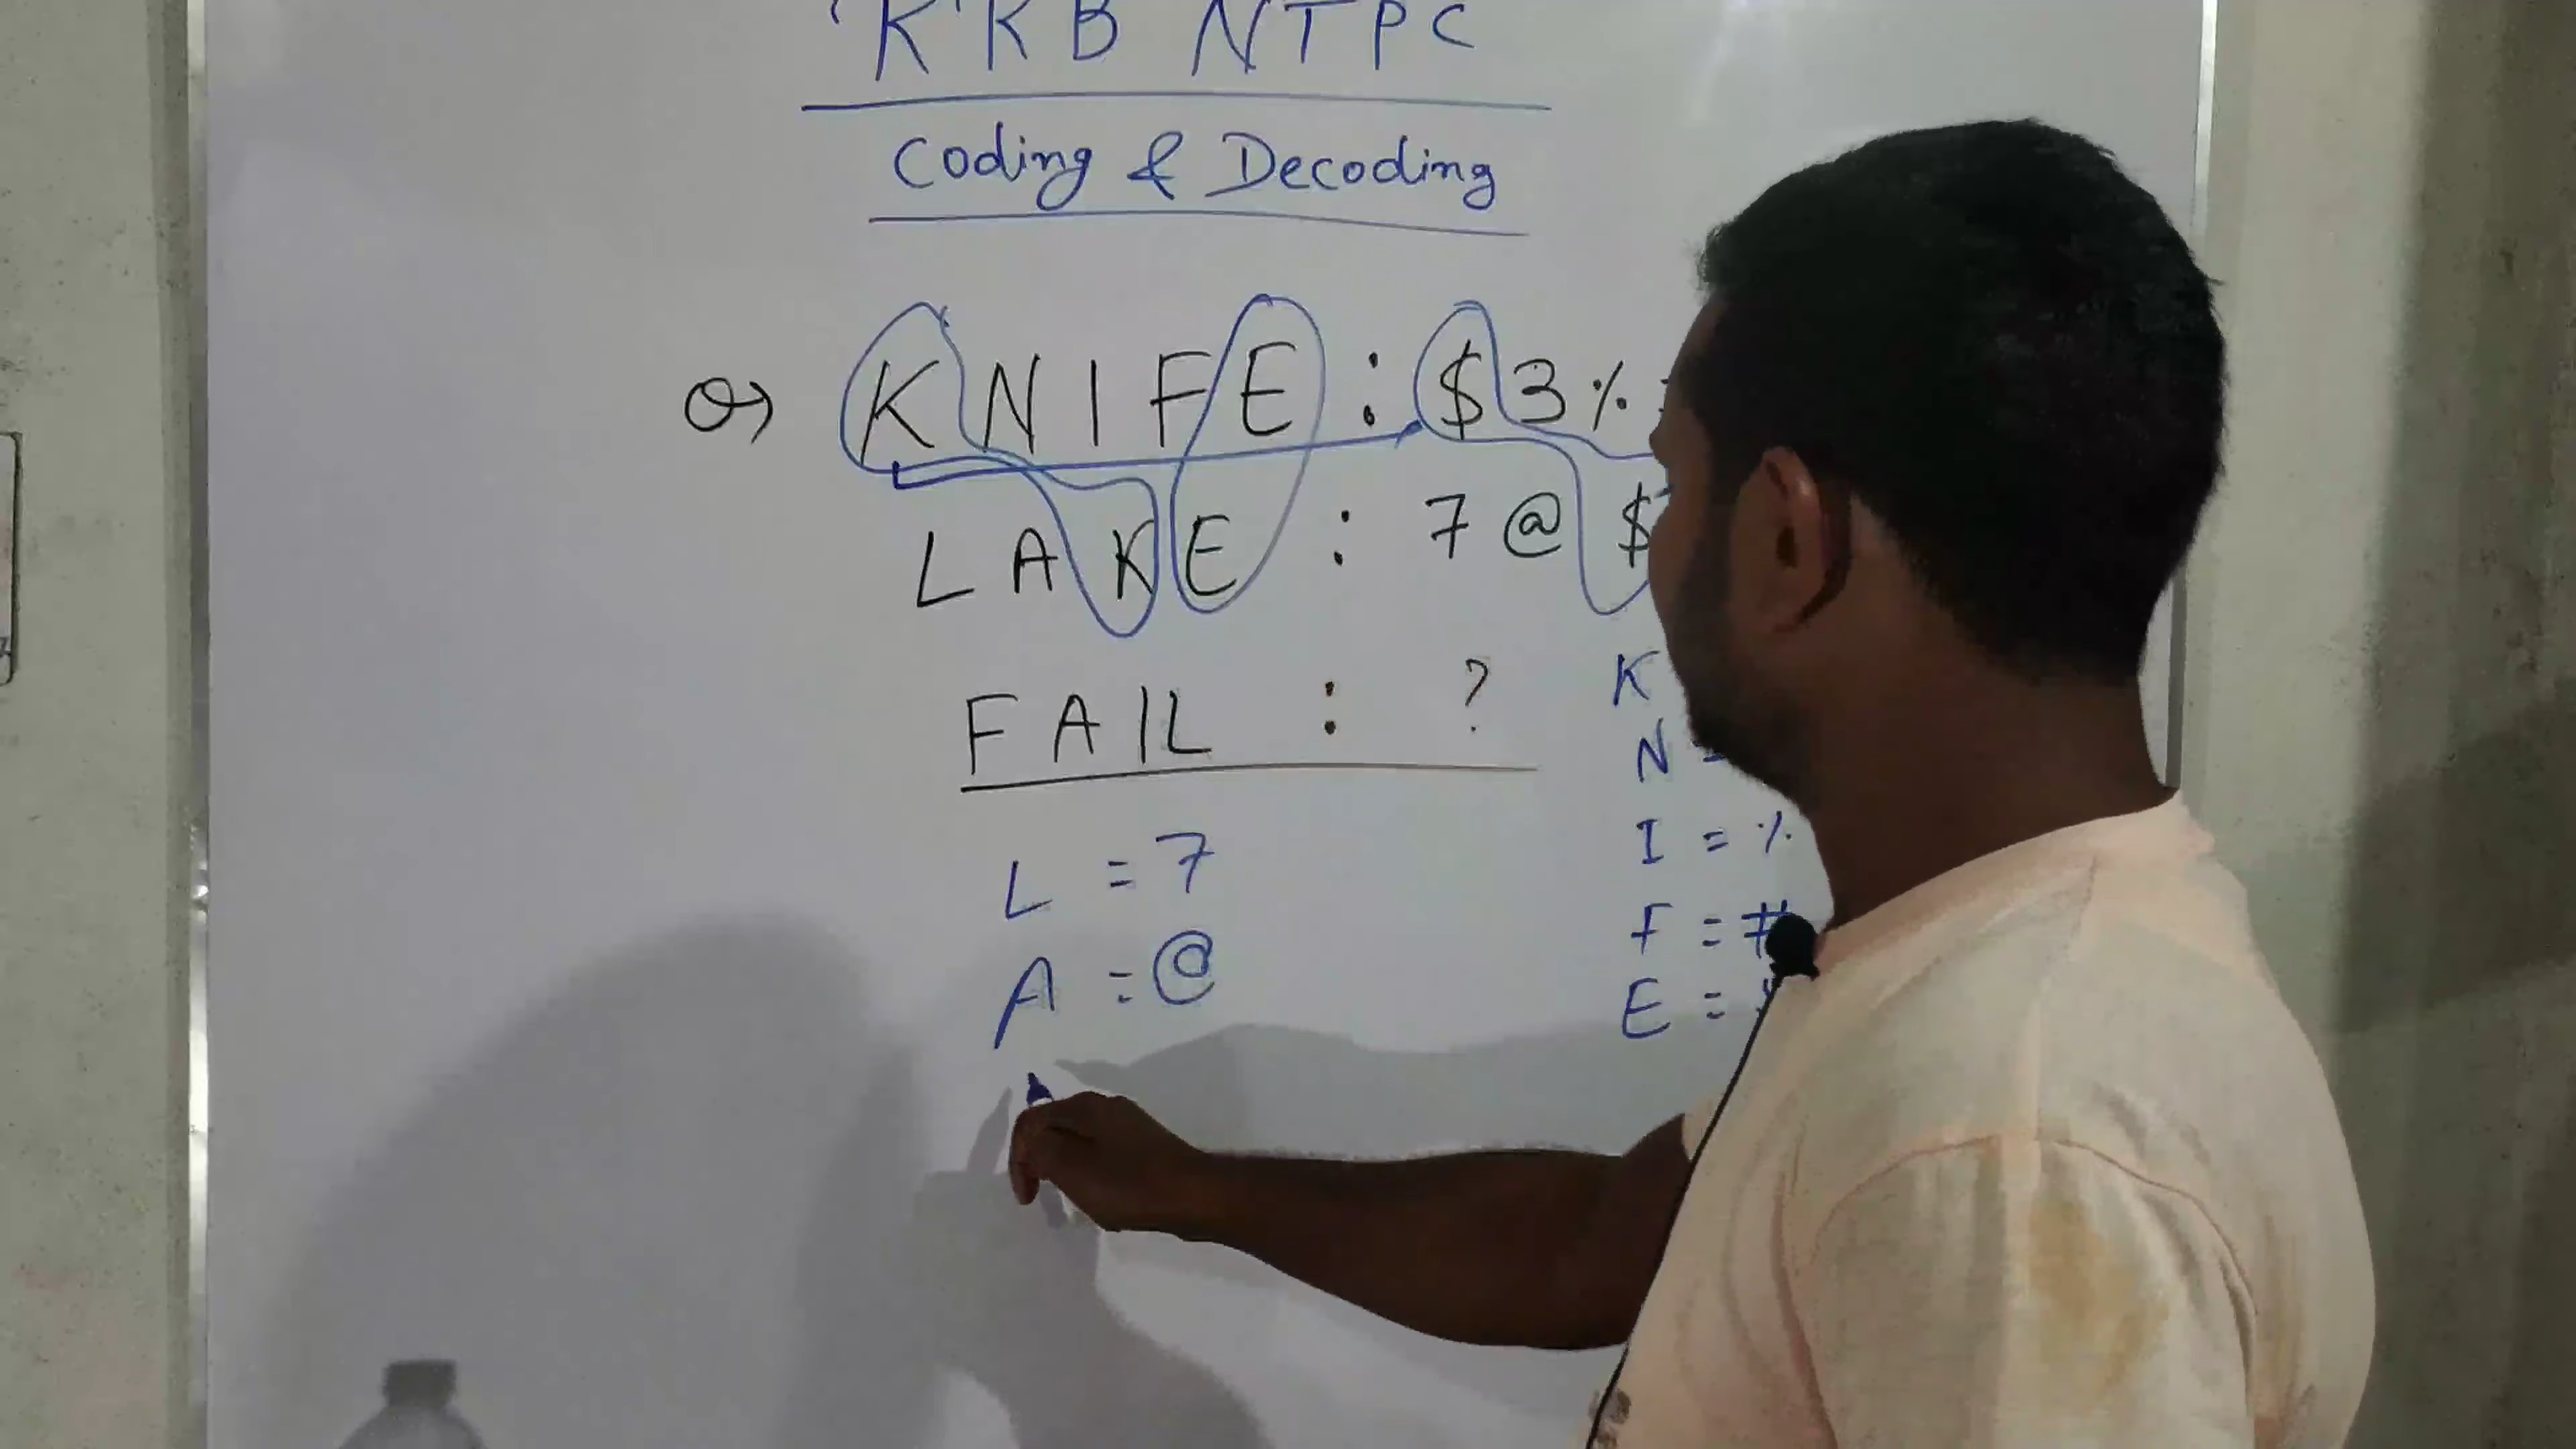 RRB NTPC
Coding & Decoding
Q) KNIFE : $ 3 %
LAKE : 7 @ $
FAIL : ?
L = 7
A = @
K
N =
I = %
F = #
E =